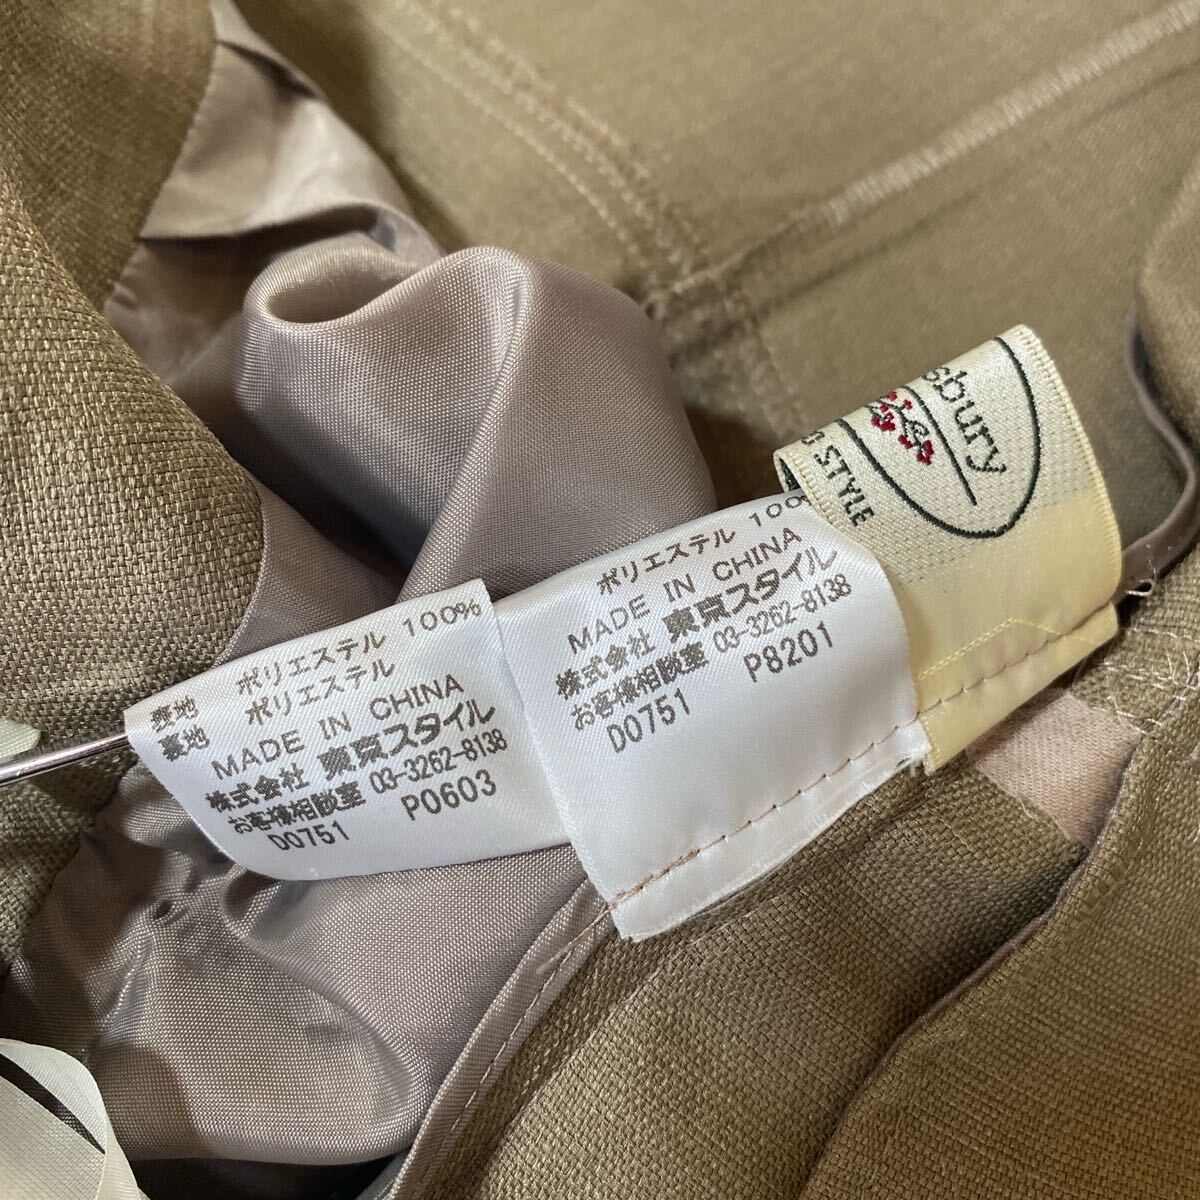 表地 ポリエステル 100%
裏地 ポリエステル
MADE IN CHINA
株式会社 東京スタイル
お客様相談室 03-3262-8138
D0751 P0603
ポリエステル 100
MADE IN CHINA
株式会社 東京スタイル
お客様相談室 03-3262-8138
D0751 P8201
sbury
STYLE